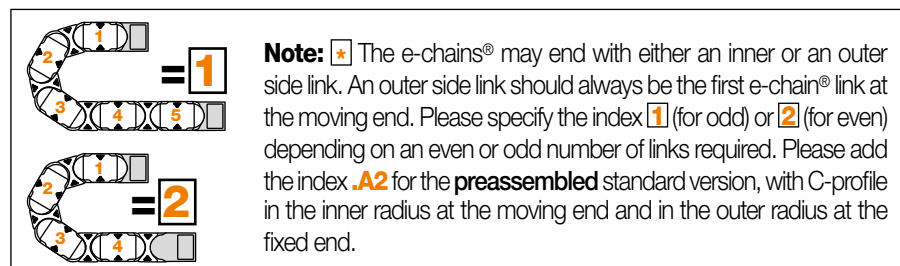 1
2
3
4
5
=1
1
2
3
4
=2
Note: * The e-chains® may end with either an inner or an outer
side link. An outer side link should always be the first e-chain® link at
the moving end. Please specify the index 1 (for odd) or 2 (for even)
depending on an even or odd number of links required. Please add
the index .A2 for the preassembled standard version, with C-profile
in the inner radius at the moving end and in the outer radius at the
fixed end.